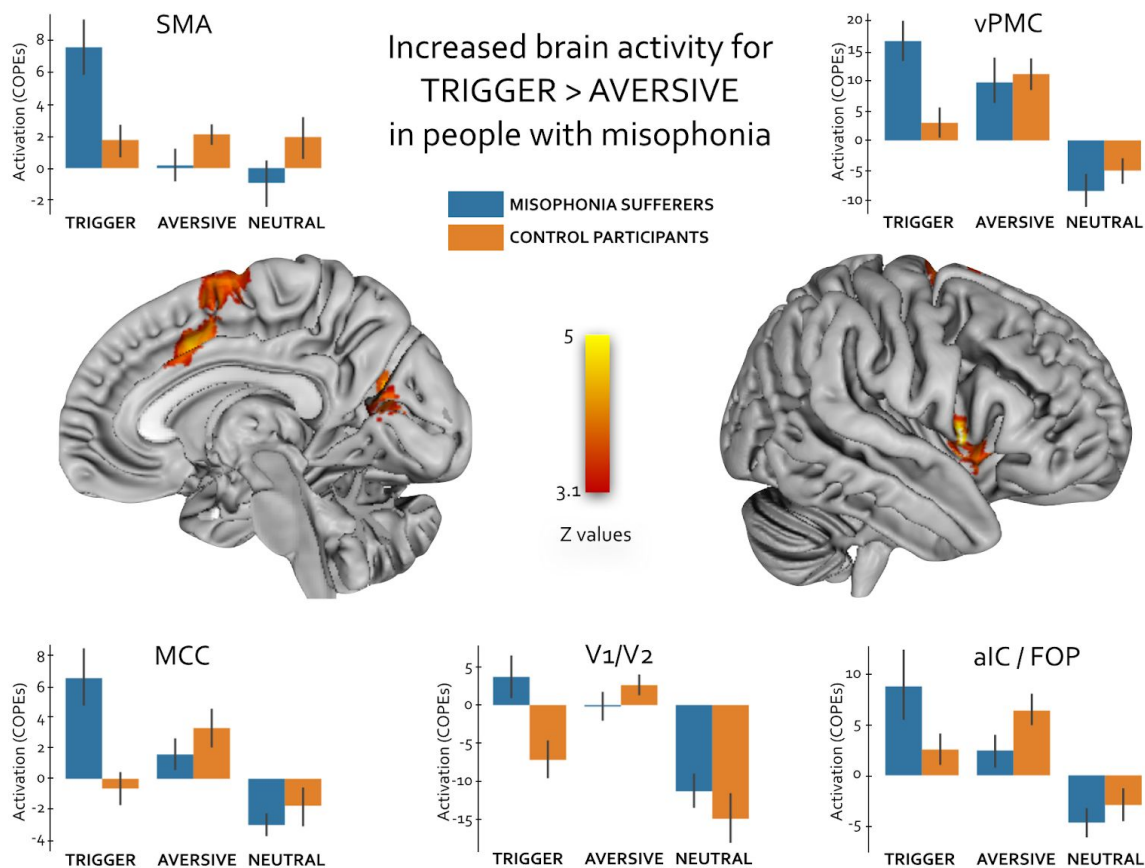 SMA
Activation (COPEs)
8
6
4
2
0
-2
TRIGGER AVERSIVE NEUTRAL
Increased brain activity for
TRIGGER > AVERSIVE
in people with misophonia
MISOPHONIA SUFFERERS
CONTROL PARTICIPANTS
vPMC
Activation (COPEs)
20
15
10
5
0
-5
-10
TRIGGER AVERSIVE NEUTRAL
5
3.1
Z values
MCC
Activation (COPEs)
8
6
4
2
0
-2
-4
TRIGGER AVERSIVE NEUTRAL
V1/V2
Activation (COPEs)
5
0
-5
-10
-15
TRIGGER AVERSIVE NEUTRAL
aIC / FOP
Activation (COPEs)
10
5
0
-5
TRIGGER AVERSIVE NEUTRAL